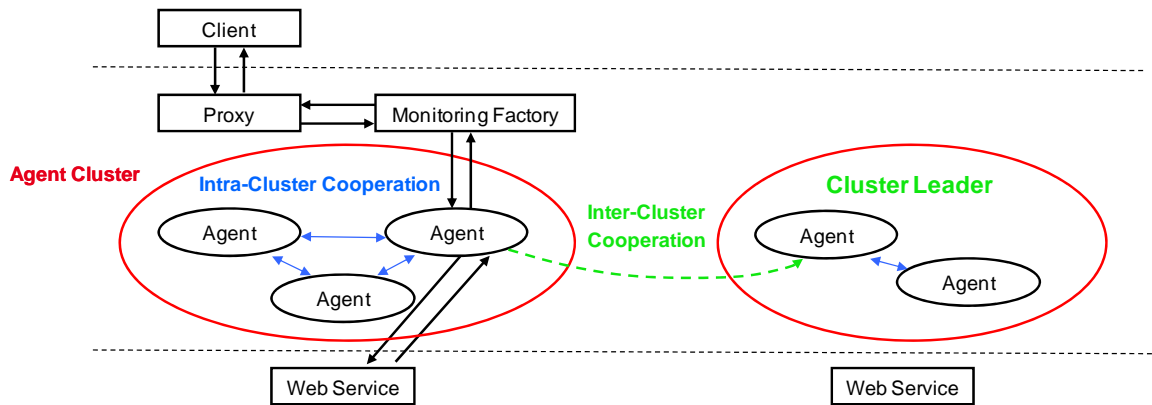 Client
Proxy
Monitoring Factory
Agent Cluster
Intra-Cluster Cooperation
Cluster Leader
Inter-Cluster
Cooperation
Agent
Agent
Agent
Agent
Agent
Web Service
Web Service